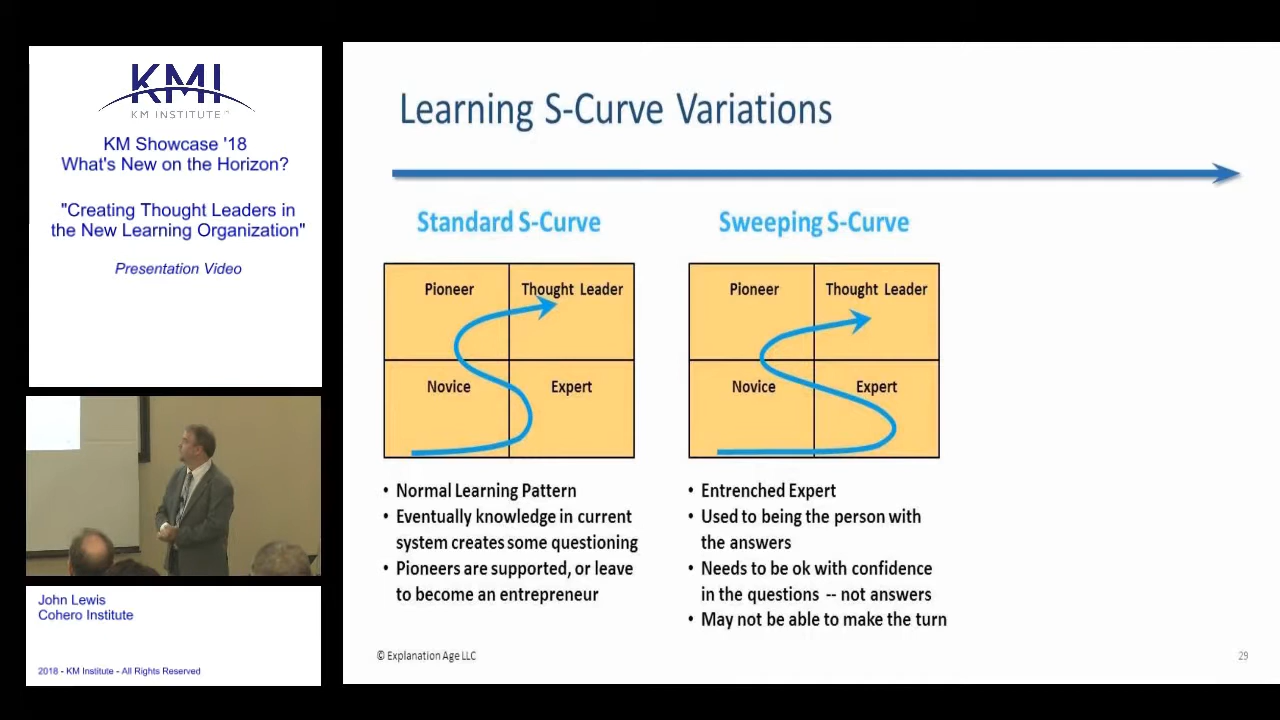 KMI
KM INSTITUTE
KM Showcase '18
What's New on the Horizon?
"Creating Thought Leaders in
the New Learning Organization"
Presentation Video
John Lewis
Cohero Institute
2018 - KM Institute - All Rights Reserved
Learning S-Curve Variations
Standard S-Curve
Pioneer
Thought Leader
Novice
Expert
• Normal Learning Pattern
• Eventually knowledge in current
system creates some questioning
• Pioneers are supported, or leave
to become an entrepreneur
Sweeping S-Curve
Pioneer
Thought Leader
Novice
Expert
• Entrenched Expert
• Used to being the person with
the answers
• Needs to be ok with confidence
in the questions -- not answers
• May not be able to make the turn
© Explanation Age LLC
29